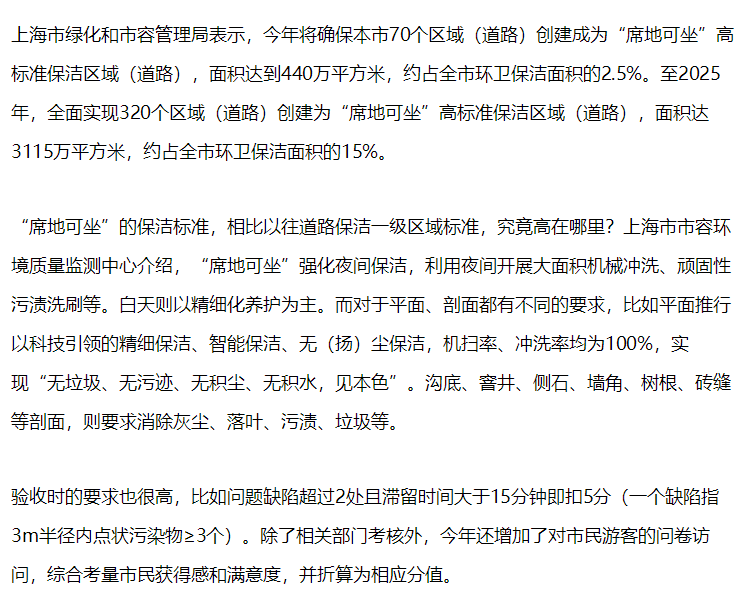 上海市绿化和市容管理局表示，今年将确保本市70个区域（道路）创建成为“席地可坐”高
标准保洁区域（道路），面积达到440万平方米，约占全市环卫保洁面积的2.5%。至2025
年，全面实现320个区域（道路）创建为“席地可坐”高标准保洁区域（道路），面积达
3115万平方米，约占全市环卫保洁面积的15%。
“席地可坐”的保洁标准，相比以往道路保洁一级区域标准，究竟高在哪里？上海市市容环
境质量监测中心介绍，“席地可坐”强化夜间保洁，利用夜间开展大面积机械冲洗、顽固性
污渍洗刷等。白天则以精细化养护为主。而对于平面、剖面都有不同的要求，比如平面推行
以科技引领的精细保洁、智能保洁、无（扬）尘保洁，机扫率、冲洗率均为100%，实
现“无垃圾、无污迹、无积尘、无积水，见本色”。沟底、窨井、侧石、墙角、树根、砖缝
等剖面，则要求消除灰尘、落叶、污渍、垃圾等。
验收时的要求也很高，比如问题缺陷超过2处且滞留时间大于15分钟即扣5分（一个缺陷指
3m半径内点状污染物≥3个）。除了相关部门考核外，今年还增加了对市民游客的问卷访
问，综合考量市民获得感和满意度，并折算为相应分值。